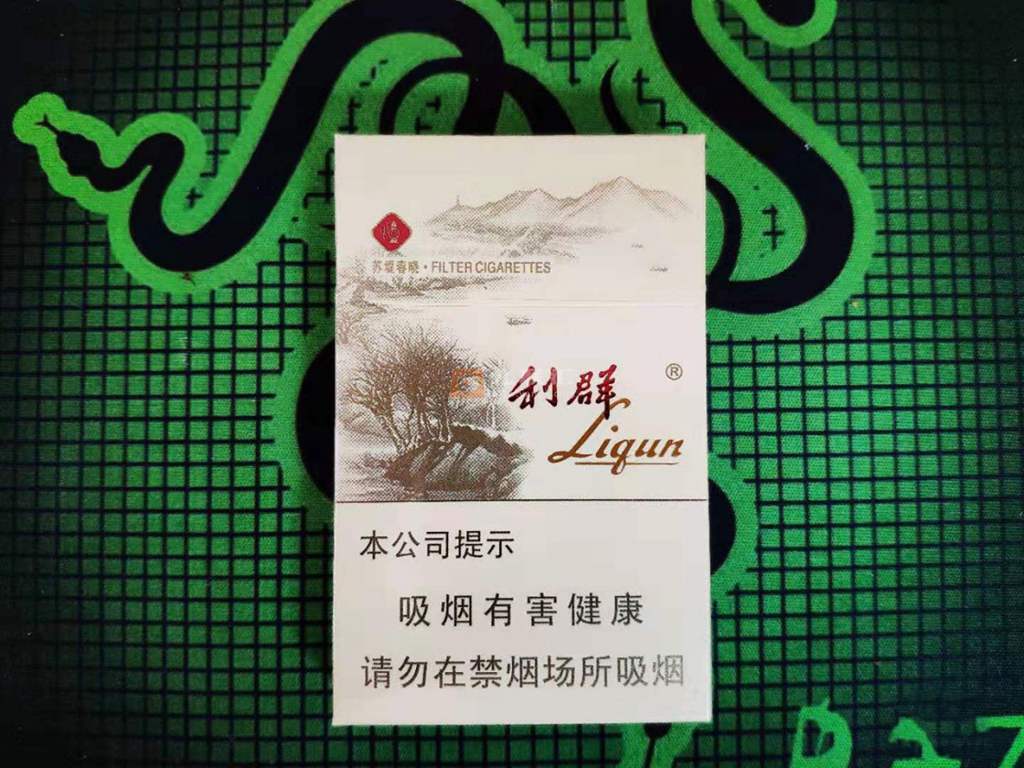 苏堤春晓·FILTER CIGARETTES
利群 ®
Liqun
本公司提示
吸烟有害健康
请勿在禁烟场所吸烟